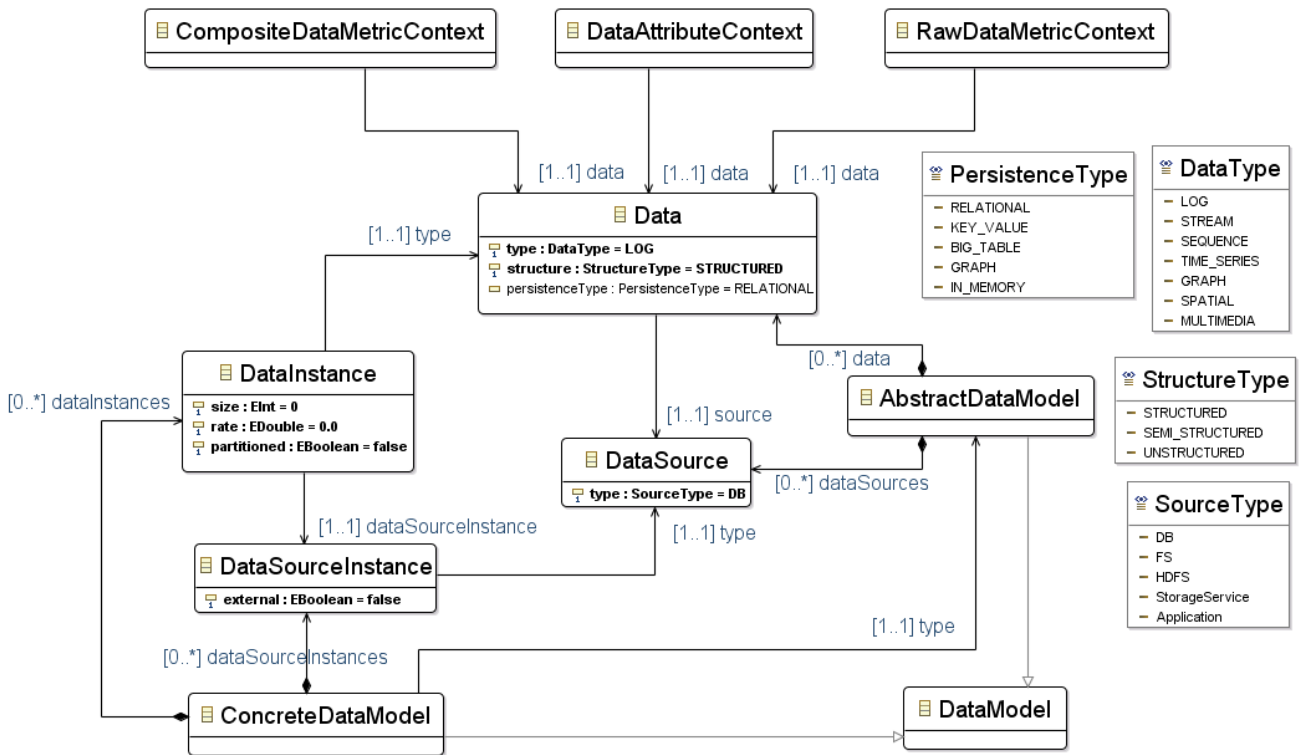 CompositeDataMetricContext
DataAttributeContext
RawDataMetricContext
[1..1] data
[1..1] data
[1..1] data
Data
type : DataType = LOG
structure : StructureType = STRUCTURED
persistenceType : PersistenceType = RELATIONAL
PersistenceType
RELATIONAL
KEY_VALUE
BIG_TABLE
GRAPH
IN_MEMORY
DataType
LOG
STREAM
SEQUENCE
TIME_SERIES
GRAPH
SPATIAL
MULTIMEDIA
[1..1] type
[0..*] data
DataInstance
size : EInt = 0
rate : EDouble = 0.0
partitioned : EBoolean = false
[0..*] dataInstances
AbstractDataModel
StructureType
STRUCTURED
SEMI_STRUCTURED
UNSTRUCTURED
[1..1] source
DataSource
type : SourceType = DB
[0..*] dataSources
SourceType
DB
FS
HDFS
StorageService
Application
[1..1] dataSourceInstance
[1..1] type
DataSourceInstance
external : EBoolean = false
[1..1] type
[0..*] dataSourceInstances
ConcreteDataModel
DataModel